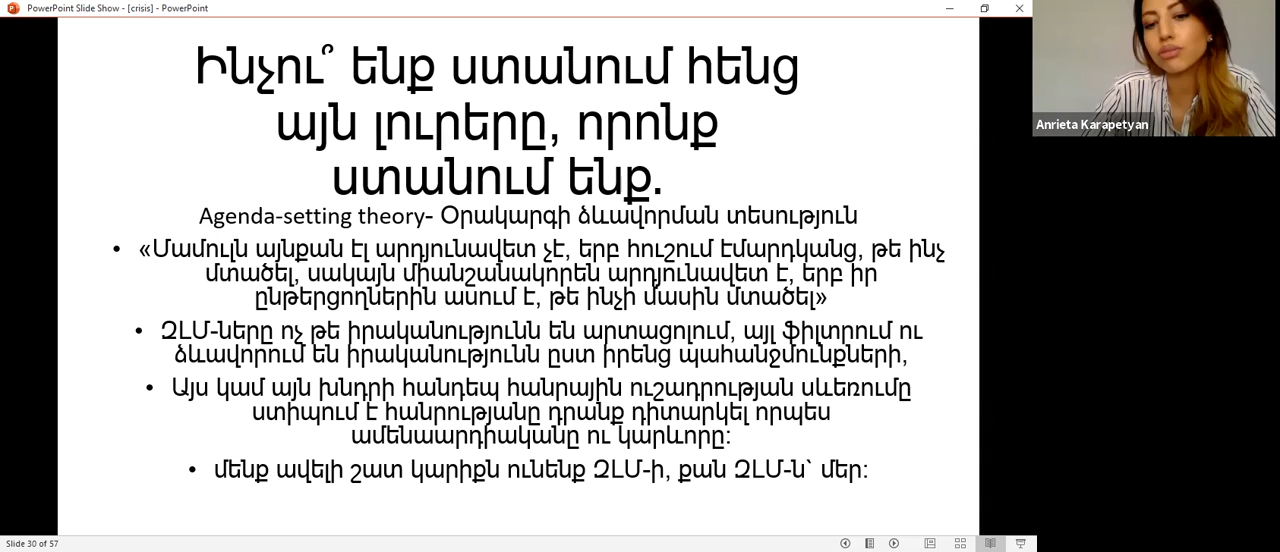 PowerPoint Slide Show - [crisis] - PowerPoint
Ինչու՞ ենք ստանում հենց
այն լուրերը, որոնք
ստանում ենք.
Agenda-setting theory- Օրակարգի ձևավորման տեսություն
• «Մամուլն այնքան էլ արդյունավետ չէ, երբ հուշում էմարդկանց, թե ինչ
մտածել, սակայն միանշանակորեն արդյունավետ է, երբ իր
ընթերցողներին ասում է, թե ինչի մասին մտածել»
• ԶԼՄ-ները ոչ թե իրականությունն են արտացոլում, այլ ֆիլտրում ու
ձևավորում են իրականությունն ըստ իրենց պահանջմունքների,
• Այս կամ այն խնդրի հանդեպ հանրային ուշադրության սևեռումը
ստիպում է հանրությանը դրանք դիտարկել որպես
ամենաարդիականը ու կարևորը:
• մենք ավելի շատ կարիքն ունենք ԶԼՄ-ի, քան ԶԼՄ-ն` մեր:
Slide 30 of 57
Anrieta Karapetyan